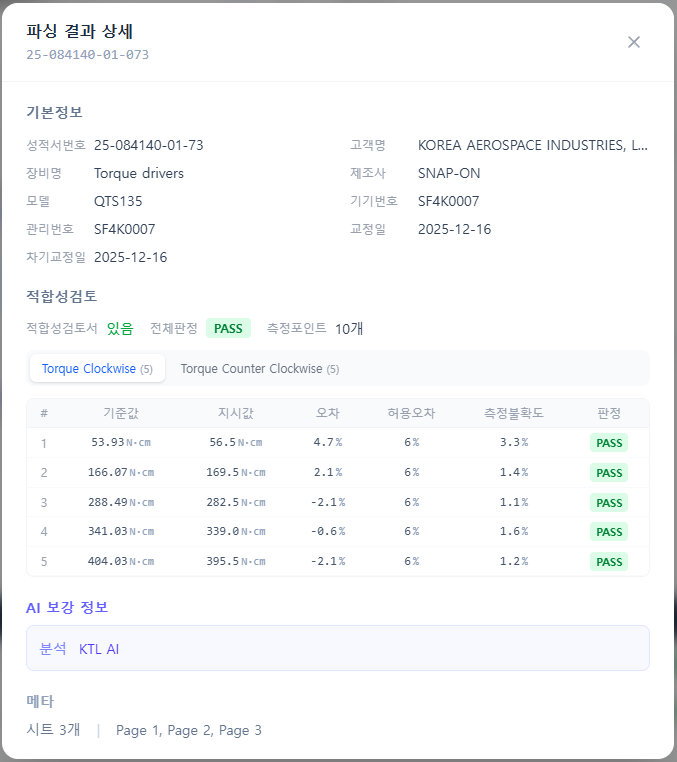 파싱 결과 상세
25-084140-01-073
기본정보
성적서번호 25-084140-01-73 고객명 KOREA AEROSPACE INDUSTRIES, L...
장비명 Torque drivers 제조사 SNAP-ON
모델 QTS135 기기번호 SF4K0007
관리번호 SF4K0007 교정일 2025-12-16
차기교정일 2025-12-16
적합성검토
적합성검토서 있음 전체판정 PASS 측정포인트 10개
Torque Clockwise (5) Torque Counter Clockwise (5)
# 기준값 지시값 오차 허용오차 측정불확도 판정
1 53.93 N·cm 56.5 N·cm 4.7 % 6 % 3.3 % PASS
2 166.07 N·cm 169.5 N·cm 2.1 % 6 % 1.4 % PASS
3 288.49 N·cm 282.5 N·cm -2.1 % 6 % 1.1 % PASS
4 341.03 N·cm 339.0 N·cm -0.6 % 6 % 1.6 % PASS
5 404.03 N·cm 395.5 N·cm -2.1 % 6 % 1.2 % PASS
AI 보강 정보
분석 KTL AI
메타
시트 3개 | Page 1, Page 2, Page 3